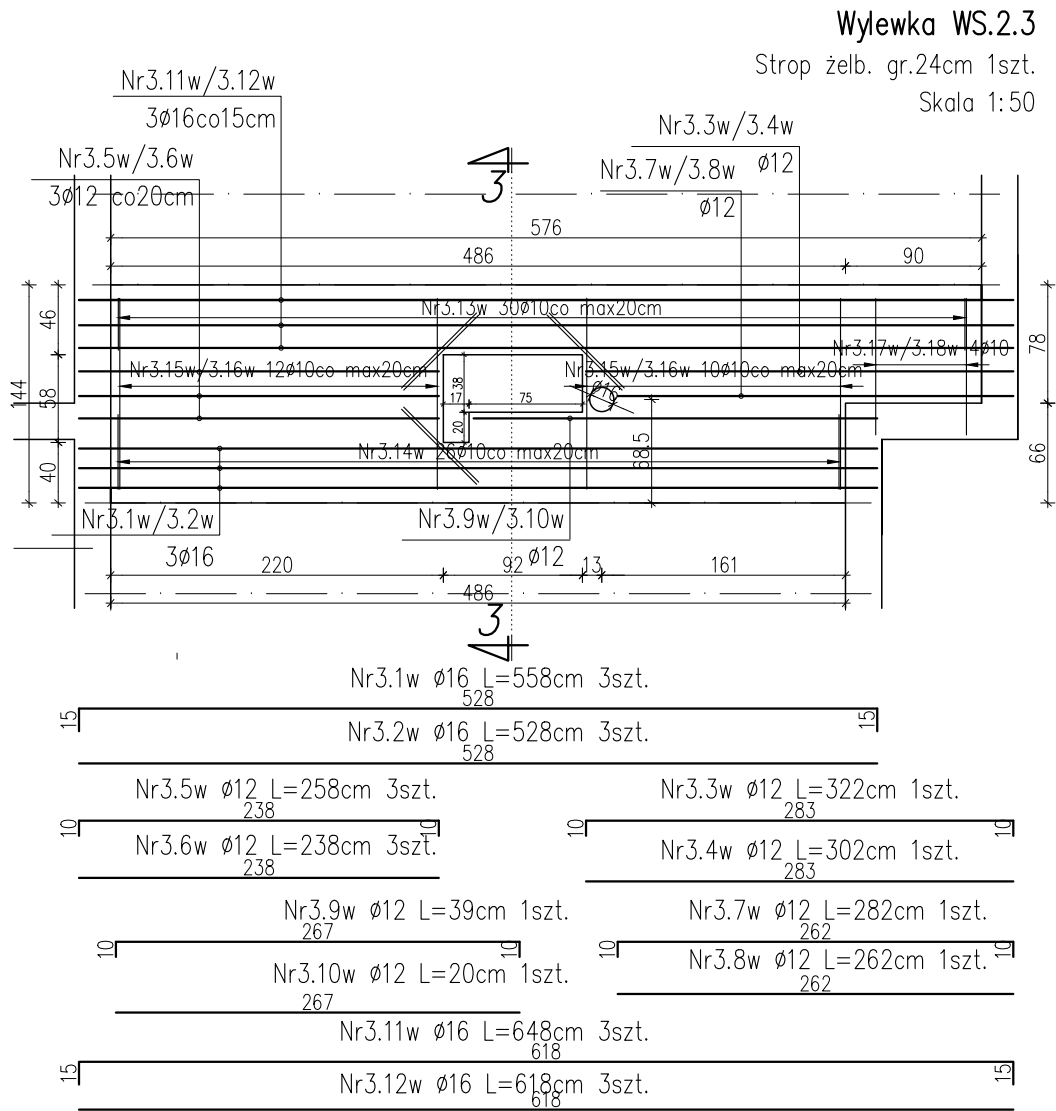 Wylewka WS.2.3
Strop żelb. gr.24cm 1szt.
Skala 1:50
Nr3.11w/3.12w
3ø16co15cm
Nr3.3w/3.4w
ø12
Nr3.5w/3.6w
3ø12 co20cm
Nr3.7w/3.8w
ø12
3
576
486
90
46
78
Nr3.13w 30ø10co max20cm
Nr3.17w/3.18w 4ø10
Nr3.15w/3.16w 12ø10co max20cm
Nr3.15w/3.16w 10ø10co max20cm
144
58
38
17
75
ø16
20
68.5
Nr3.14w 26ø10co max20cm
40
66
Nr3.1w/3.2w
3ø16
Nr3.9w/3.10w
ø12
220
92
13
161
486
3
Nr3.1w ø16 L=558cm 3szt.
528
15
15
Nr3.2w ø16 L=528cm 3szt.
528
Nr3.5w ø12 L=258cm 3szt.
238
10
10
Nr3.3w ø12 L=322cm 1szt.
283
10
10
Nr3.6w ø12 L=238cm 3szt.
238
Nr3.4w ø12 L=302cm 1szt.
283
Nr3.9w ø12 L=39cm 1szt.
267
10
10
Nr3.7w ø12 L=282cm 1szt.
262
10
10
Nr3.10w ø12 L=20cm 1szt.
267
Nr3.8w ø12 L=262cm 1szt.
262
Nr3.11w ø16 L=648cm 3szt.
618
15
15
Nr3.12w ø16 L=618cm 3szt.
618